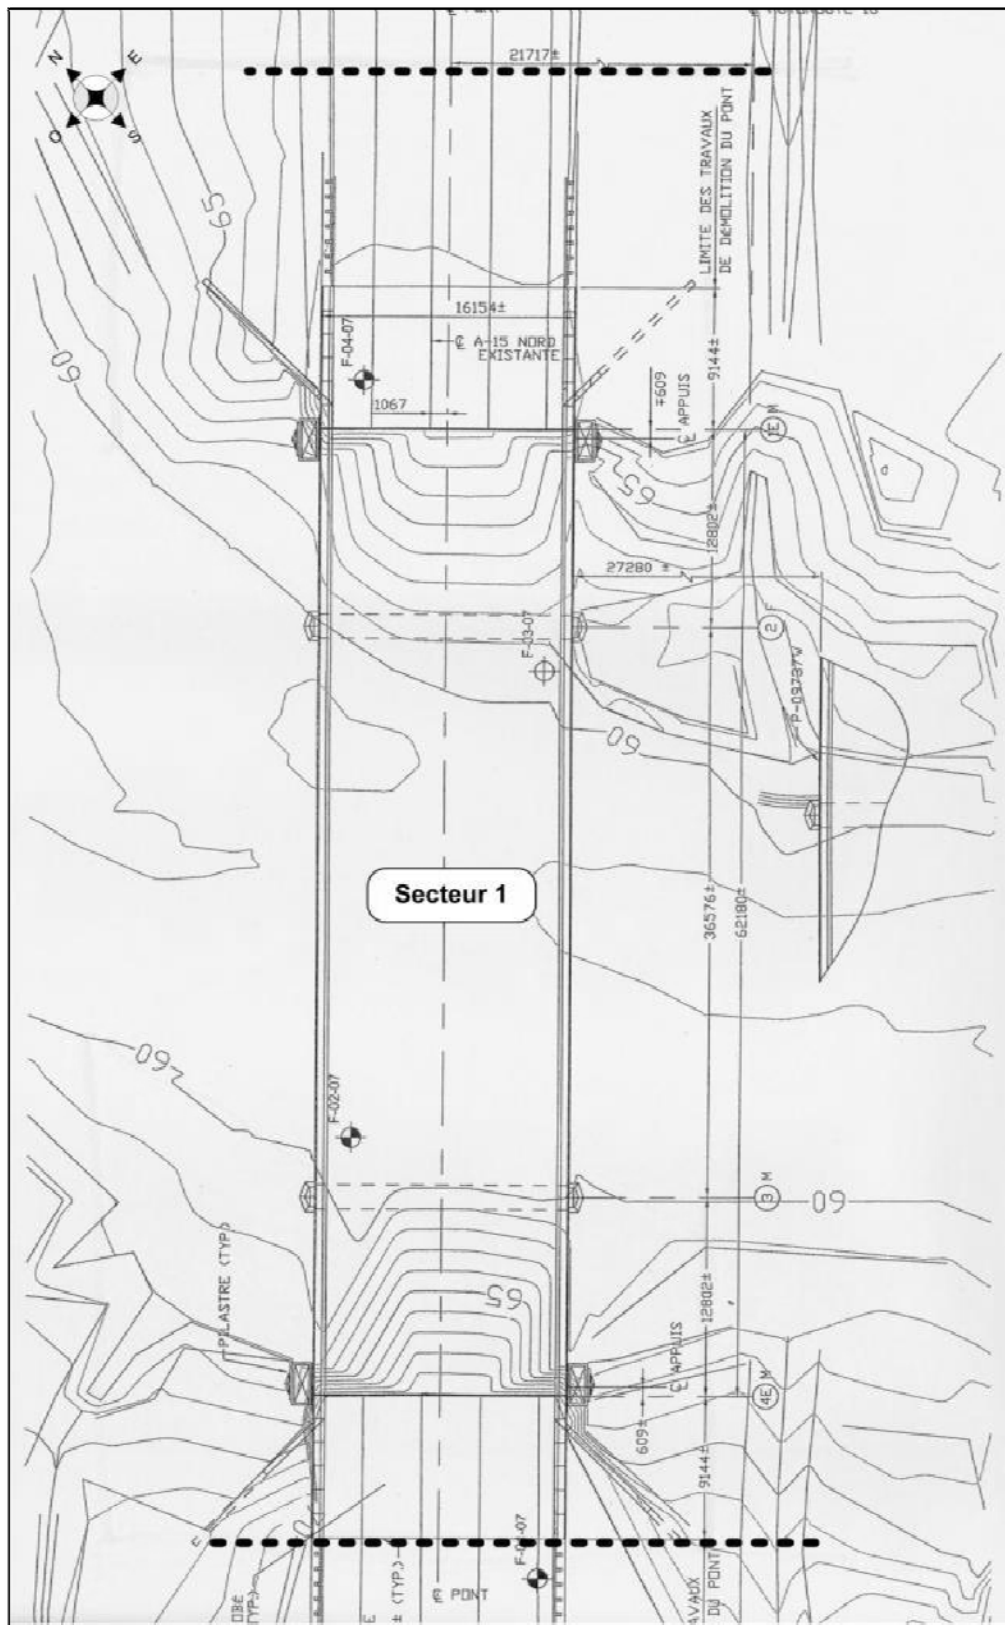 21717±
N
E
O
S
LIMITE DES TRAVAUX
DE DÉMOLITION DU PONT
65
16154±
℄ A-15 NORD
EXISTANTE
F-04-07
1067
609±
℄ APPUIS
9144±
1E
M
60
65
12802±
27280 ±
F-03-07
2
F
P-09737W
60
Secteur 1
36576±
62180±
60
F-02-07
3
M
60
PILASTRE (TYP.)
65
12802±
℄ APPUIS
4E
M
609±
9144±
℄ PONT
± (TYP.)
DU PONT